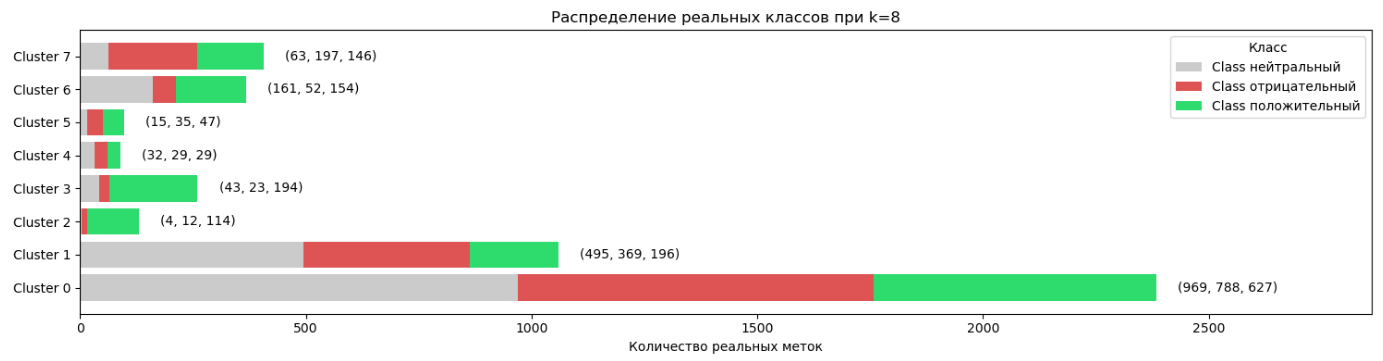 Распределение реальных классов при k=8
Cluster 7 (63, 197, 146)
Cluster 6 (161, 52, 154)
Cluster 5 (15, 35, 47)
Cluster 4 (32, 29, 29)
Cluster 3 (43, 23, 194)
Cluster 2 (4, 12, 114)
Cluster 1 (495, 369, 196)
Cluster 0 (969, 788, 627)
Класс
Class нейтральный
Class отрицательный
Class положительный
0 500 1000 1500 2000 2500
Количество реальных меток